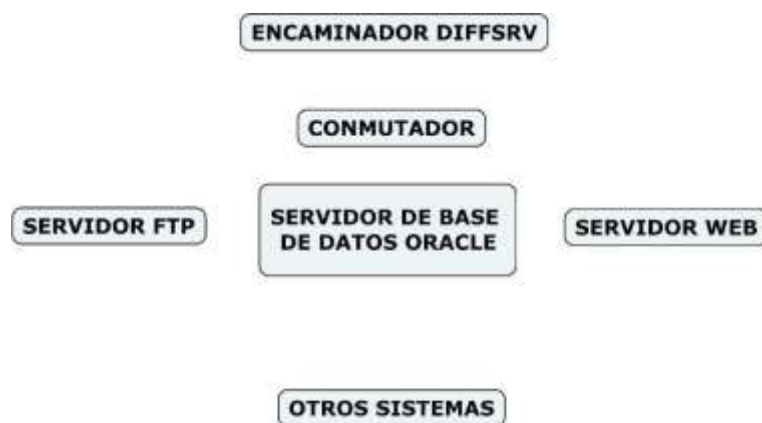 ENCAMINADOR DIFFSRV
CONMUTADOR
SERVIDOR FTP
SERVIDOR DE BASE
DE DATOS ORACLE
SERVIDOR WEB
OTROS SISTEMAS